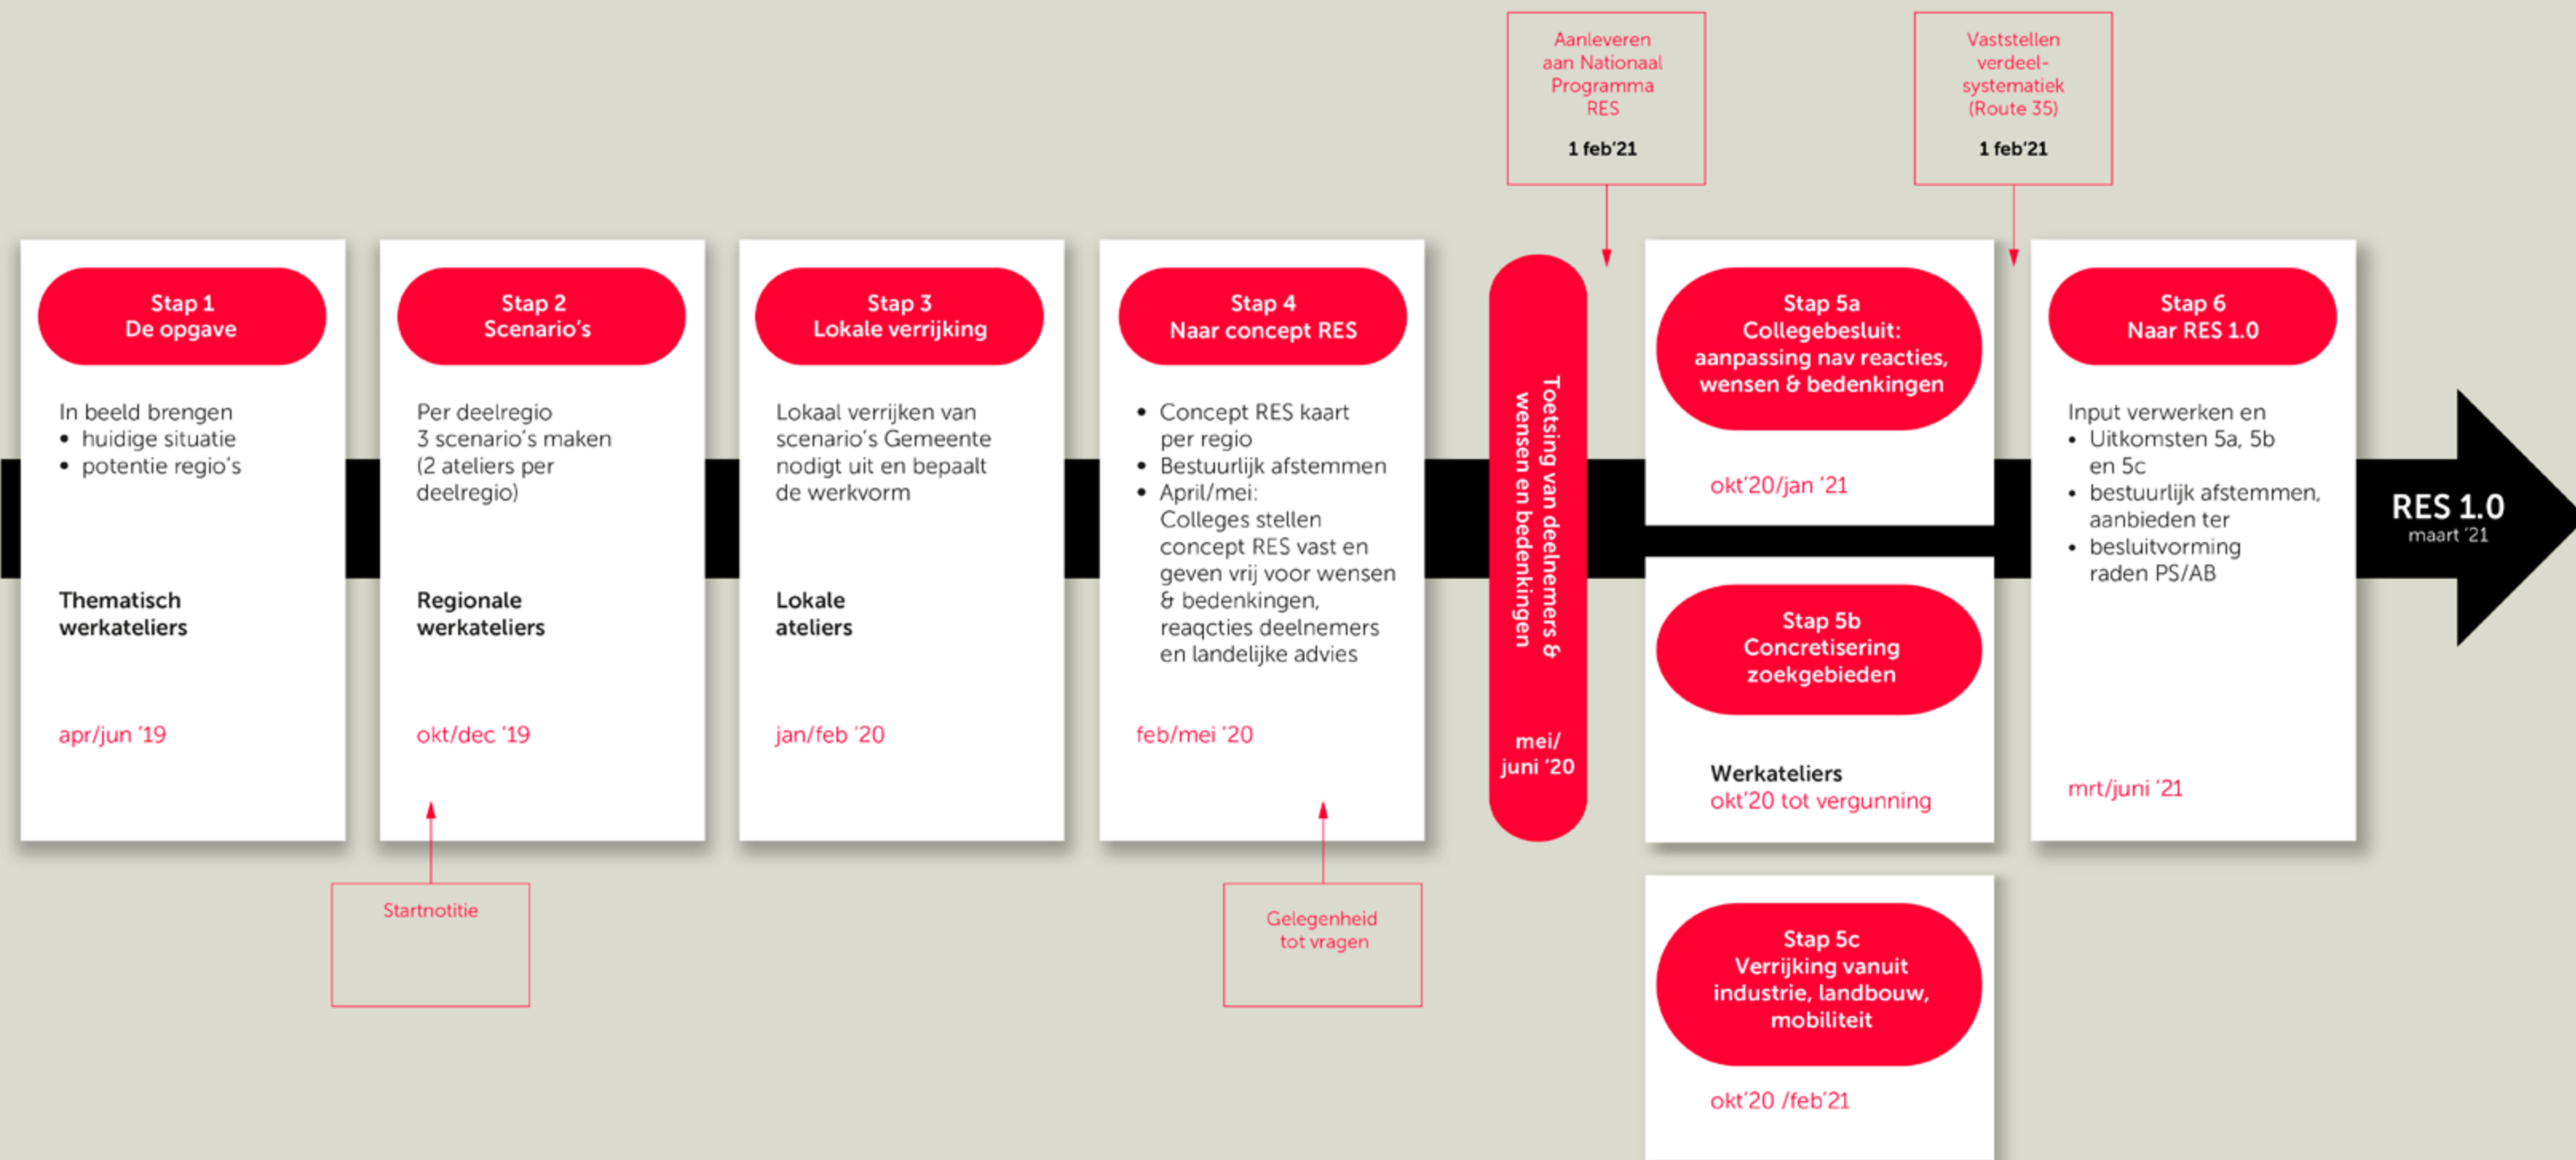 Aanleveren
aan Nationaal
Programma
RES
1 feb'21
Vaststellen
verdeel-
systematiek
(Route 35)
1 feb'21
Stap 1
De opgave
In beeld brengen
• huidige situatie
• potentie regio's
Thematisch
werkateliers
apr/jun '19
Stap 2
Scenario's
Per deelregio
3 scenario's maken
(2 ateliers per
deelregio)
Regionale
werkateliers
okt/dec '19
Startnotitie
Stap 3
Lokale verrijking
Lokaal verrijken van
scenario's Gemeente
nodigt uit en bepaalt
de werkvorm
Lokale
ateliers
jan/feb '20
Stap 4
Naar concept RES
• Concept RES kaart
per regio
• Bestuurlijk afstemmen
• April/mei:
Colleges stellen
concept RES vast en
geven vrij voor wensen
& bedenkingen,
reaqcties deelnemers
en landelijke advies
feb/mei '20
Gelegenheid
tot vragen
Toetsing van deelnemers &
wensen en bedenkingen
mei/
juni '20
Stap 5a
Collegebesluit:
aanpassing nav reacties,
wensen & bedenkingen
okt'20/jan '21
Stap 5b
Concretisering
zoekgebieden
Werkateliers
okt'20 tot vergunning
Stap 5c
Verrijking vanuit
industrie, landbouw,
mobiliteit
okt'20 /feb'21
Stap 6
Naar RES 1.0
Input verwerken en
• Uitkomsten 5a, 5b
en 5c
• bestuurlijk afstemmen,
aanbieden ter
• besluitvorming
raden PS/AB
mrt/juni '21
RES 1.0
maart '21